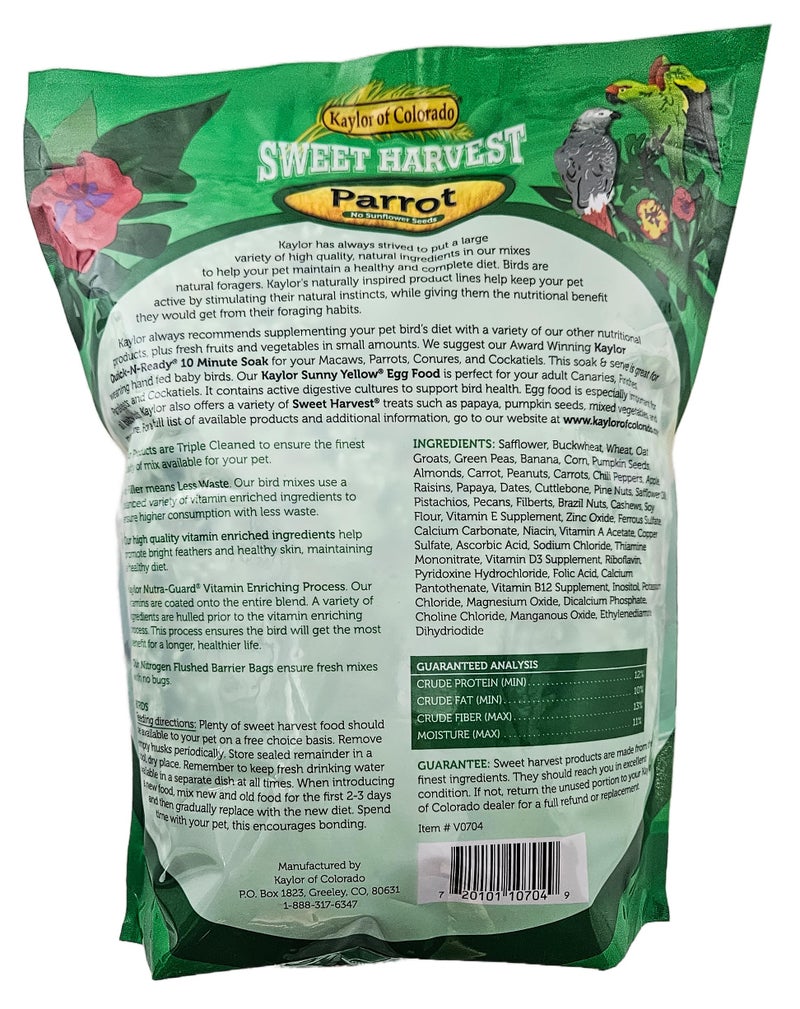 Kaylor of Colorado
SWEET HARVEST
Parrot
No Sunflower Seeds
Kaylor has always strived to put a large
variety of high quality, natural ingredients in our mixes
to help your pet maintain a healthy and complete diet. Birds are
natural foragers. Kaylor's naturally inspired product lines help keep your pet
active by stimulating their natural instincts, while giving them the nutritional benefit
they would get from their foraging habits.
Kaylor always recommends supplementing your pet bird's diet with a variety of our other nutritional
products, plus fresh fruits and vegetables in small amounts. We suggest our Award Winning Kaylor
Quick-N-Ready® 10 Minute Soak for your Macaws, Parrots, Conures, and Cockatiels. This soak & serve is great for
hand fed baby birds. Our Kaylor Sunny Yellow® Egg Food is perfect for your adult Canaries, Finches,
and Cockatiels. It contains active digestive cultures to support bird health. Egg food is especially
Kaylor also offers a variety of Sweet Harvest® treats such as papaya, pumpkin seeds, mixed vegetables,
For a full list of available products and additional information, go to our website at www.kaylorofcolorado
are Triple Cleaned to ensure the finest
of mix available for your pet.
means Less Waste. Our bird mixes use a
variety of vitamin enriched ingredients to
higher consumption with less waste.
high quality vitamin enriched ingredients help
promote bright feathers and healthy skin, maintaining
healthy diet.
Nutra-Guard® Vitamin Enriching Process. Our
are coated onto the entire blend. A variety of
are hulled prior to the vitamin enriching
process. This process ensures the bird will get the most
for a longer, healthier life.
Nitrogen Flushed Barrier Bags ensure fresh mixes
no bugs.
Feeding directions: Plenty of sweet harvest food should
available to your pet on a free choice basis. Remove
empty husks periodically. Store sealed remainder in a
dry place. Remember to keep fresh drinking water
available in a separate dish at all times. When introducing
new food, mix new and old food for the first 2-3 days
and then gradually replace with the new diet. Spend
time with your pet, this encourages bonding.
Manufactured by
Kaylor of Colorado
P.O. Box 1823, Greeley, CO, 80631
1-888-317-6347
INGREDIENTS: Safflower, Buckwheat, Wheat, Oat
Groats, Green Peas, Banana, Corn, Pumpkin Seeds,
Almonds, Carrot, Peanuts, Carrots, Chili Peppers, Apple,
Raisins, Papaya, Dates, Cuttlebone, Pine Nuts, Safflower Oil,
Pistachios, Pecans, Filberts, Brazil Nuts, Cashews, Soy
Flour, Vitamin E Supplement, Zinc Oxide, Ferrous Sulfate,
Calcium Carbonate, Niacin, Vitamin A Acetate, Copper
Sulfate, Ascorbic Acid, Sodium Chloride, Thiamine
Mononitrate, Vitamin D3 Supplement, Riboflavin,
Pyridoxine Hydrochloride, Folic Acid, Calcium
Pantothenate, Vitamin B12 Supplement, Inositol, Potassium
Chloride, Magnesium Oxide, Dicalcium Phosphate,
Choline Chloride, Manganous Oxide, Ethylenediamine
Dihydriodide
GUARANTEED ANALYSIS
CRUDE PROTEIN (MIN) 12%
CRUDE FAT (MIN) 10%
CRUDE FIBER (MAX) 13%
MOISTURE (MAX) 11%
GUARANTEE: Sweet harvest products are made from
finest ingredients. They should reach you in excellent
condition. If not, return the unused portion to your
of Colorado dealer for a full refund or replacement.
Item # V0704
7 20101 10704 9